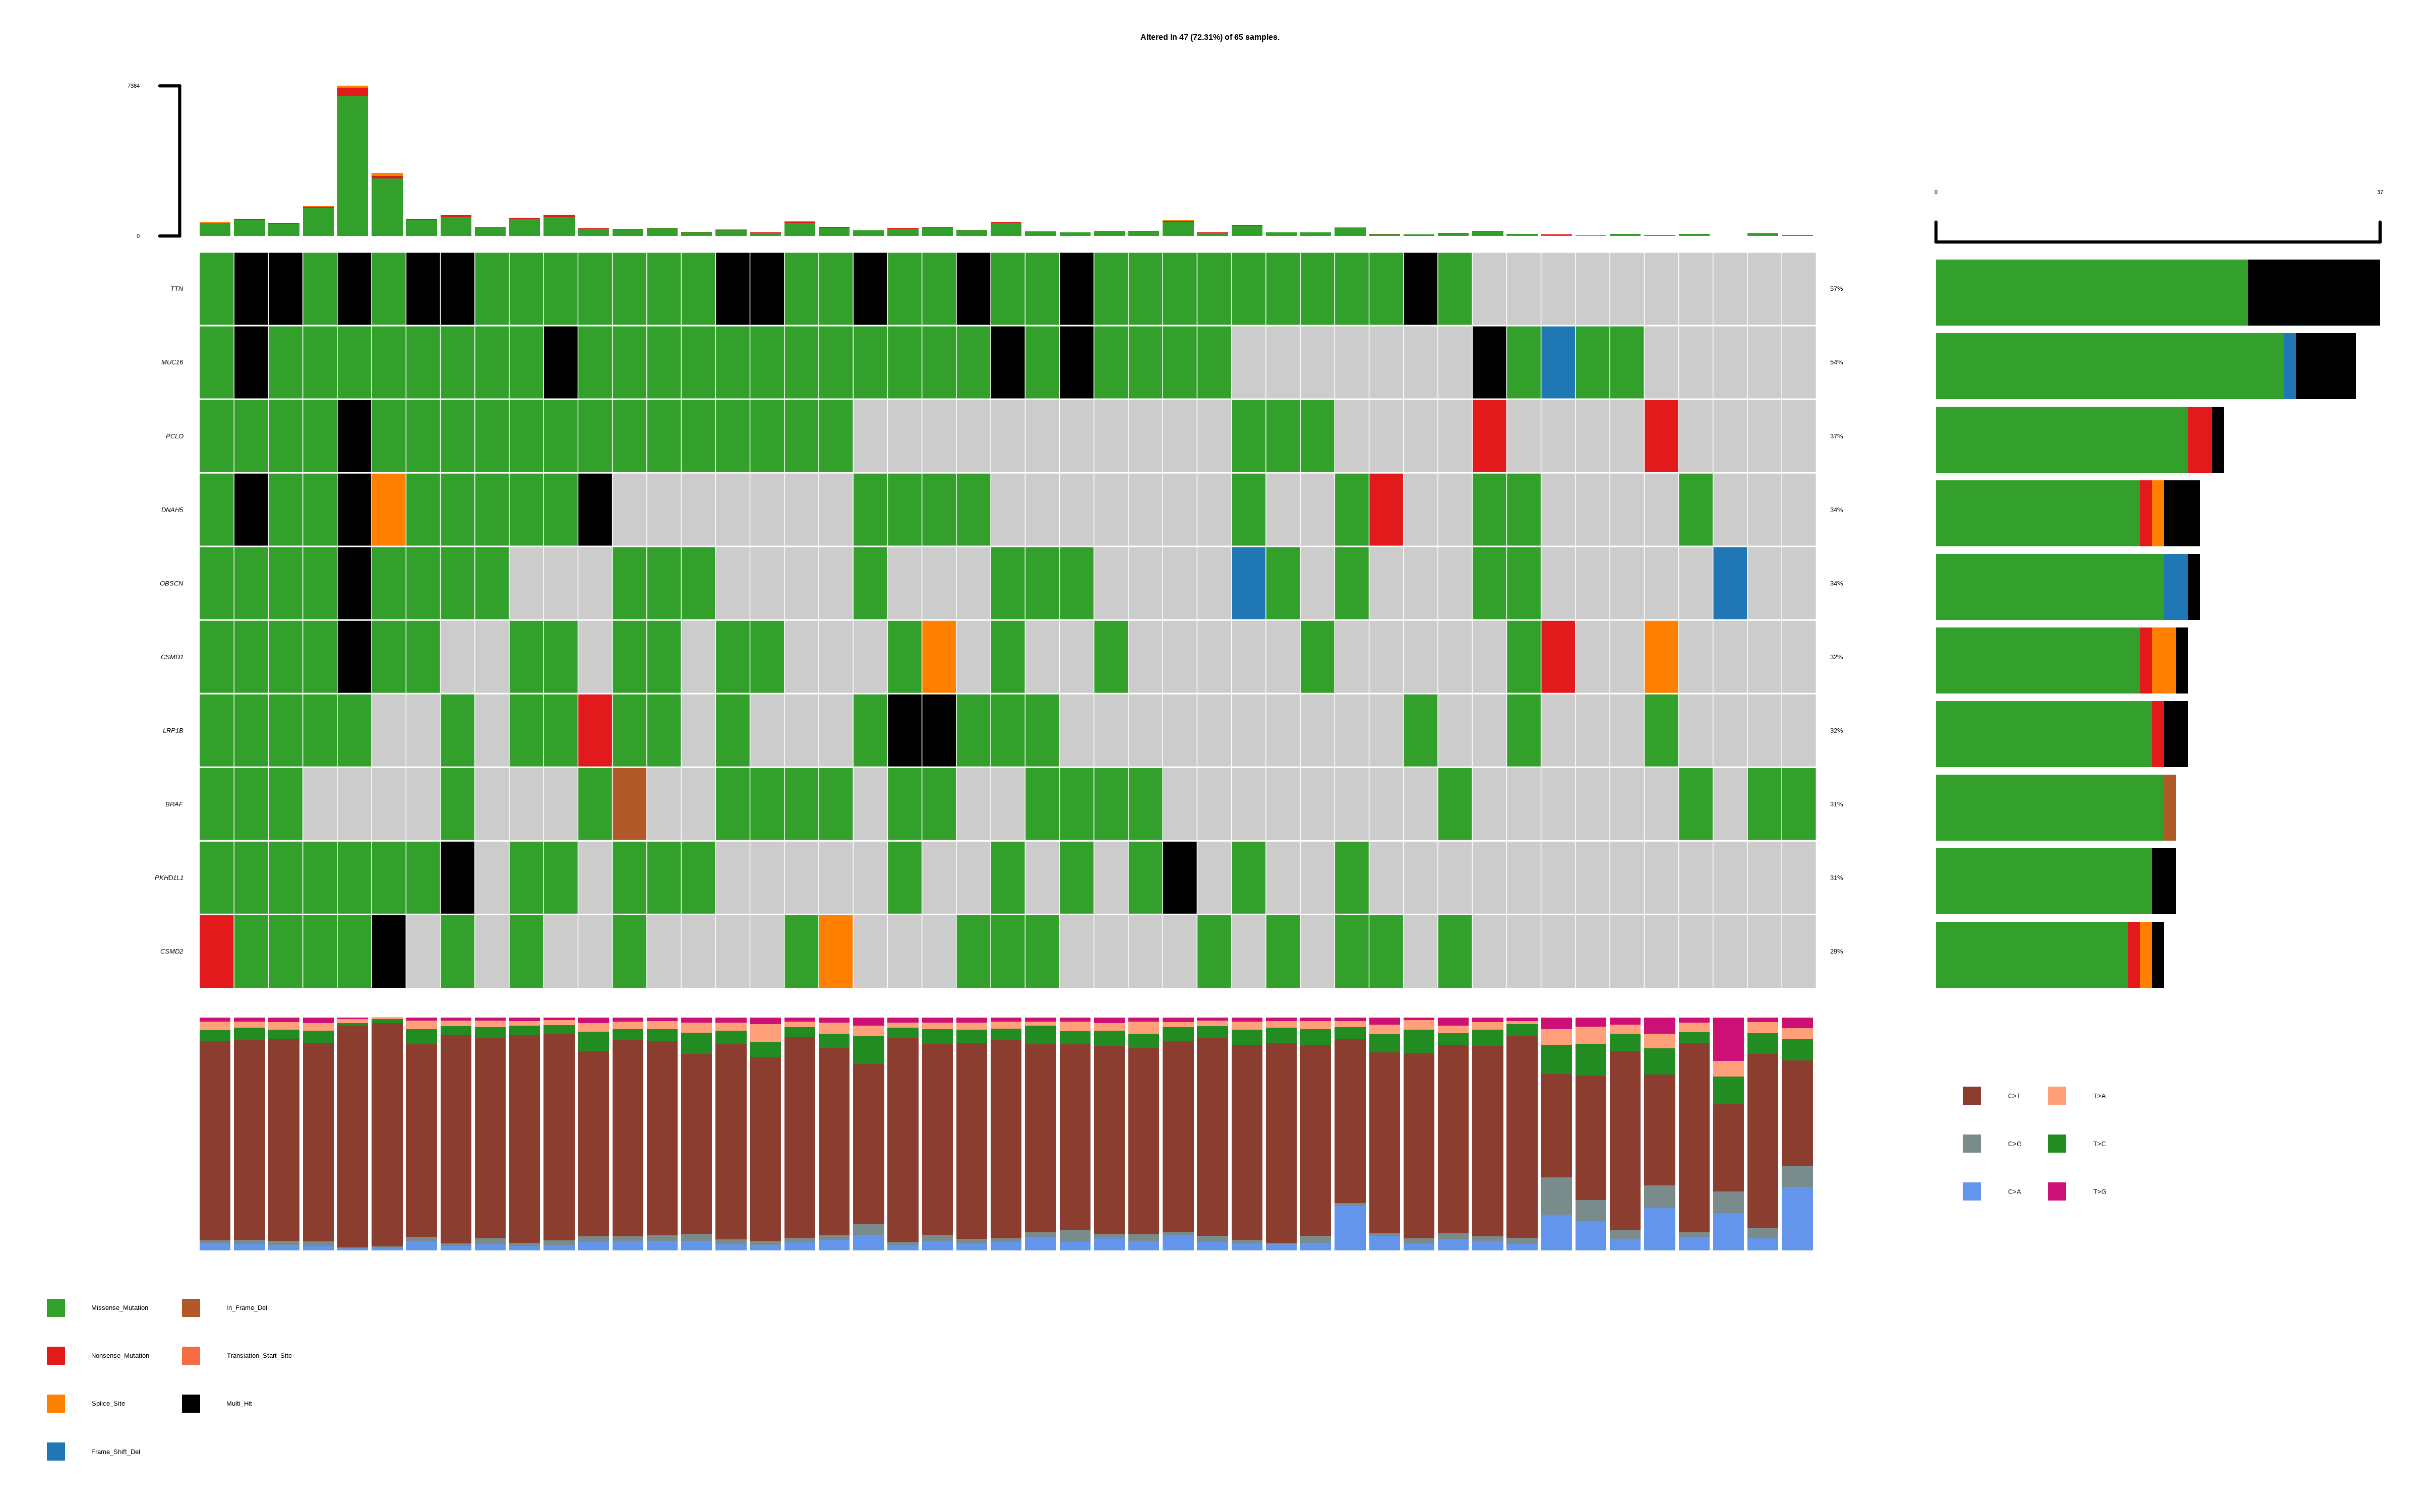 Altered in 47 (72.31%) of 65 samples.
7384
0
0 37
TTN 57%
MUC16 54%
PCLO 37%
DNAH5 34%
OBSCN 34%
CSMD1 32%
LRP1B 32%
BRAF 31%
PKHD1L1 31%
CSMD2 29%
C>T T>A
C>G T>C
C>A T>G
Missense_Mutation In_Frame_Del
Nonsense_Mutation Translation_Start_Site
Splice_Site Multi_Hit
Frame_Shift_Del